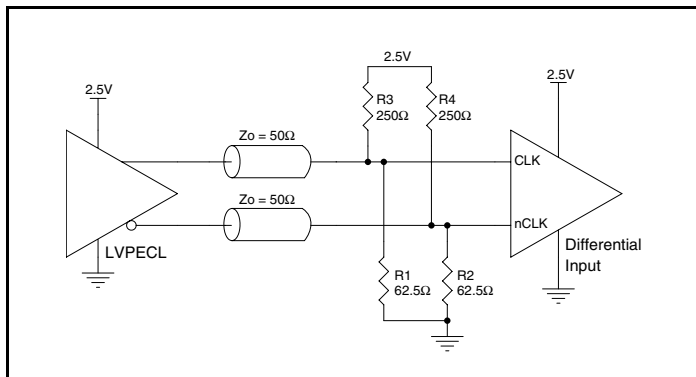 2.5V
2.5V
2.5V
R3
250Ω
R4
250Ω
Zo = 50Ω
CLK
Zo = 50Ω
nCLK
LVPECL
R1
62.5Ω
R2
62.5Ω
Differential
Input